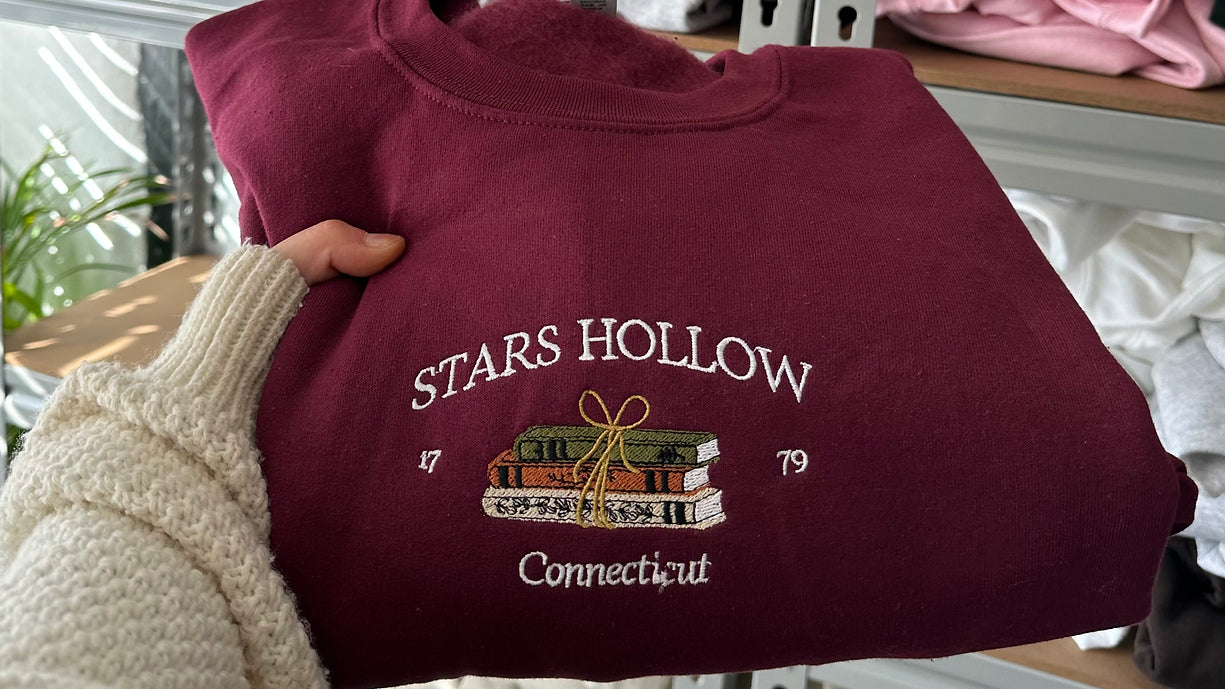 STARS HOLLOW
17 79
Connecticut